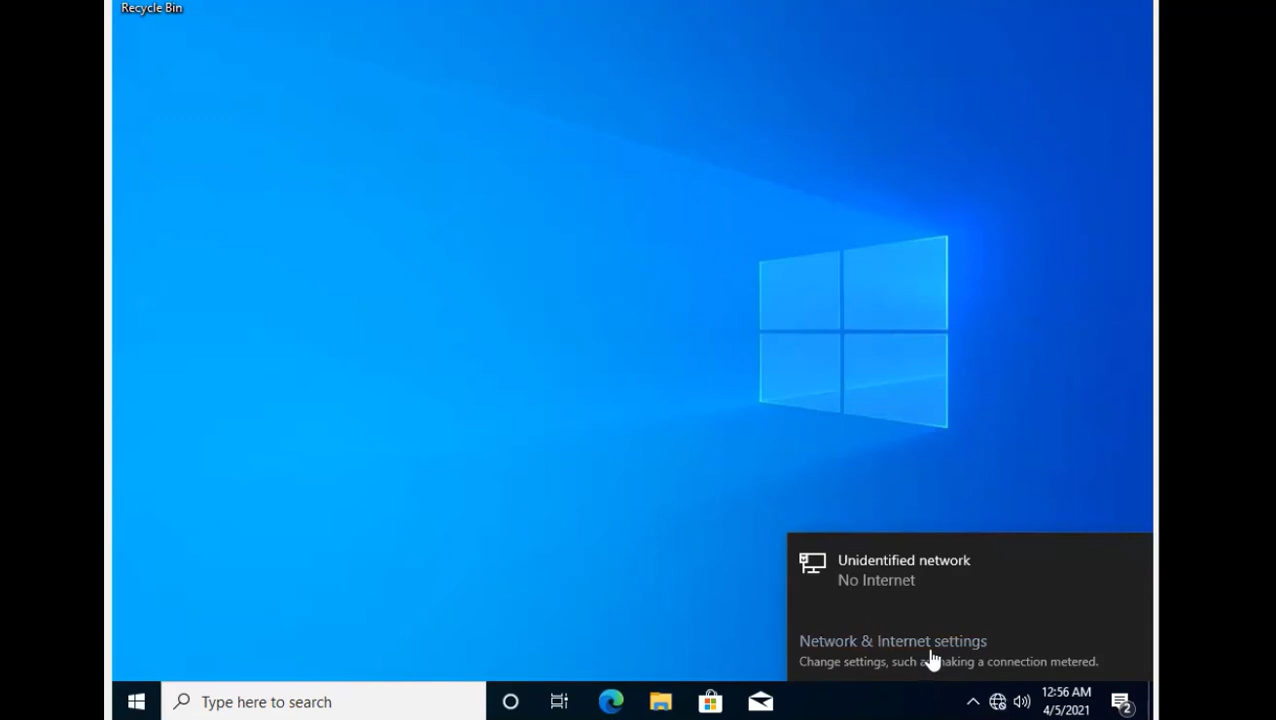 Recycle Bin
Unidentified network
No Internet
Network & Internet settings
Change settings, such making a connection metered.
Type here to search
12:56 AM
4/5/2021
2